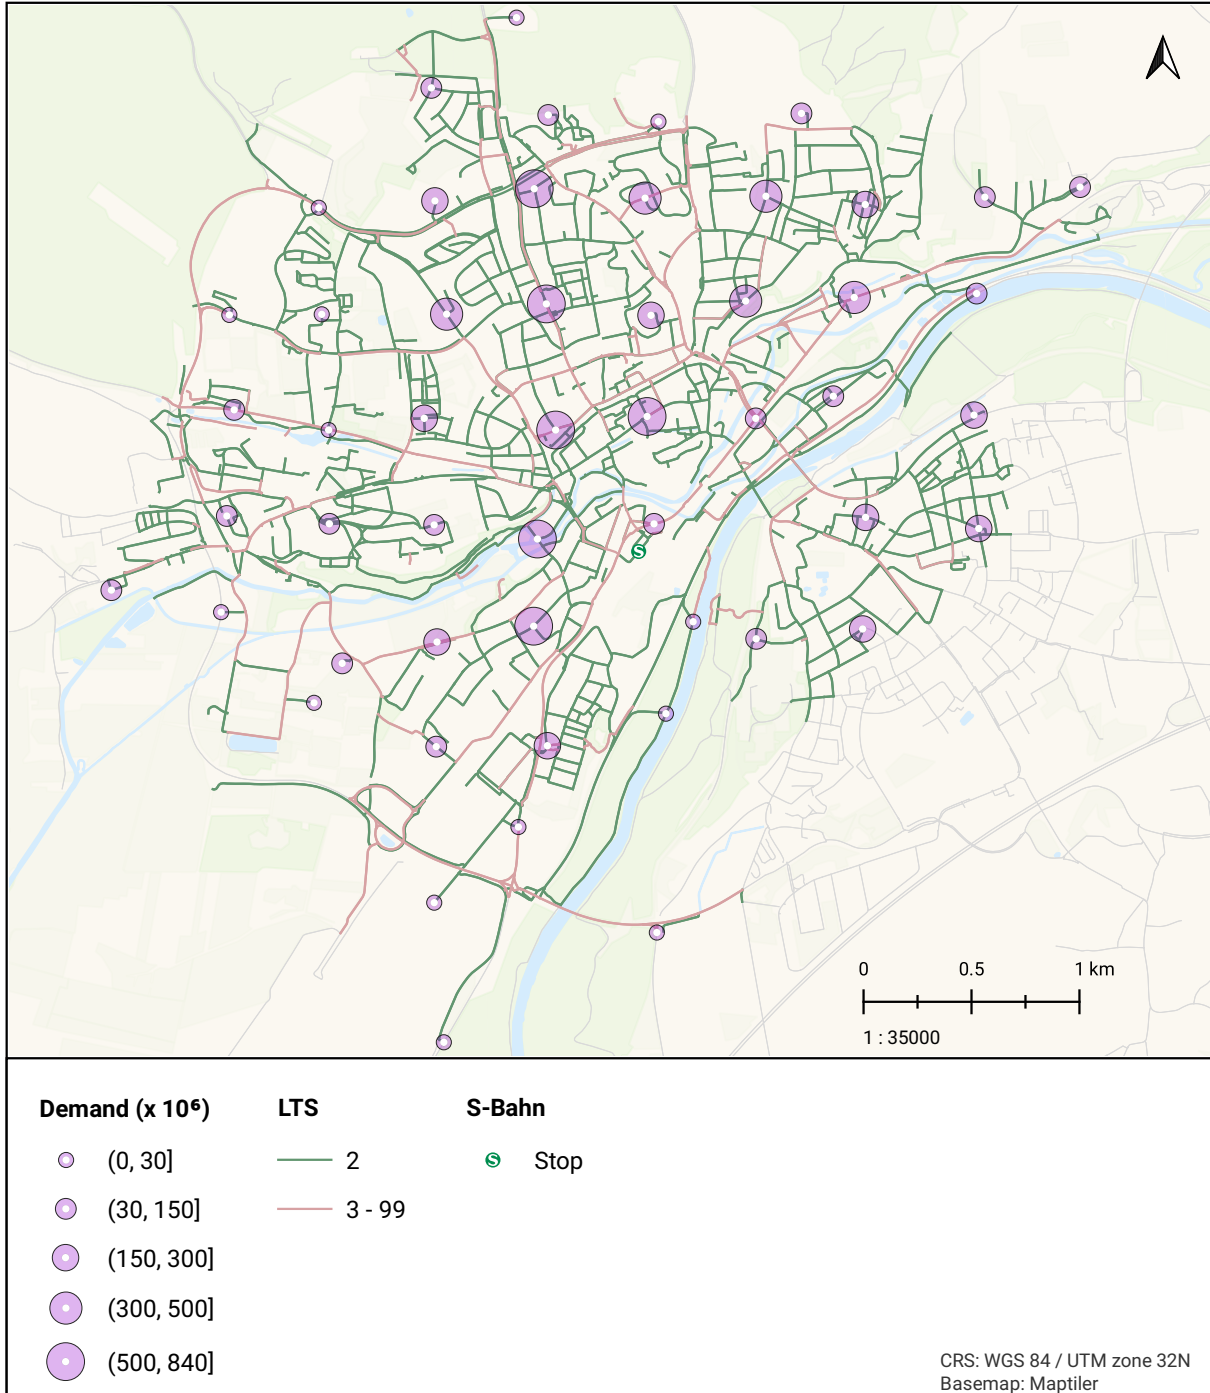 0 0.5 1 km
1 : 35000
Demand (x 10⁶) LTS S-Bahn
(0, 30] 2 S Stop
(30, 150] 3 - 99
(150, 300]
(300, 500]
(500, 840]
CRS: WGS 84 / UTM zone 32N
Basemap: Maptiler